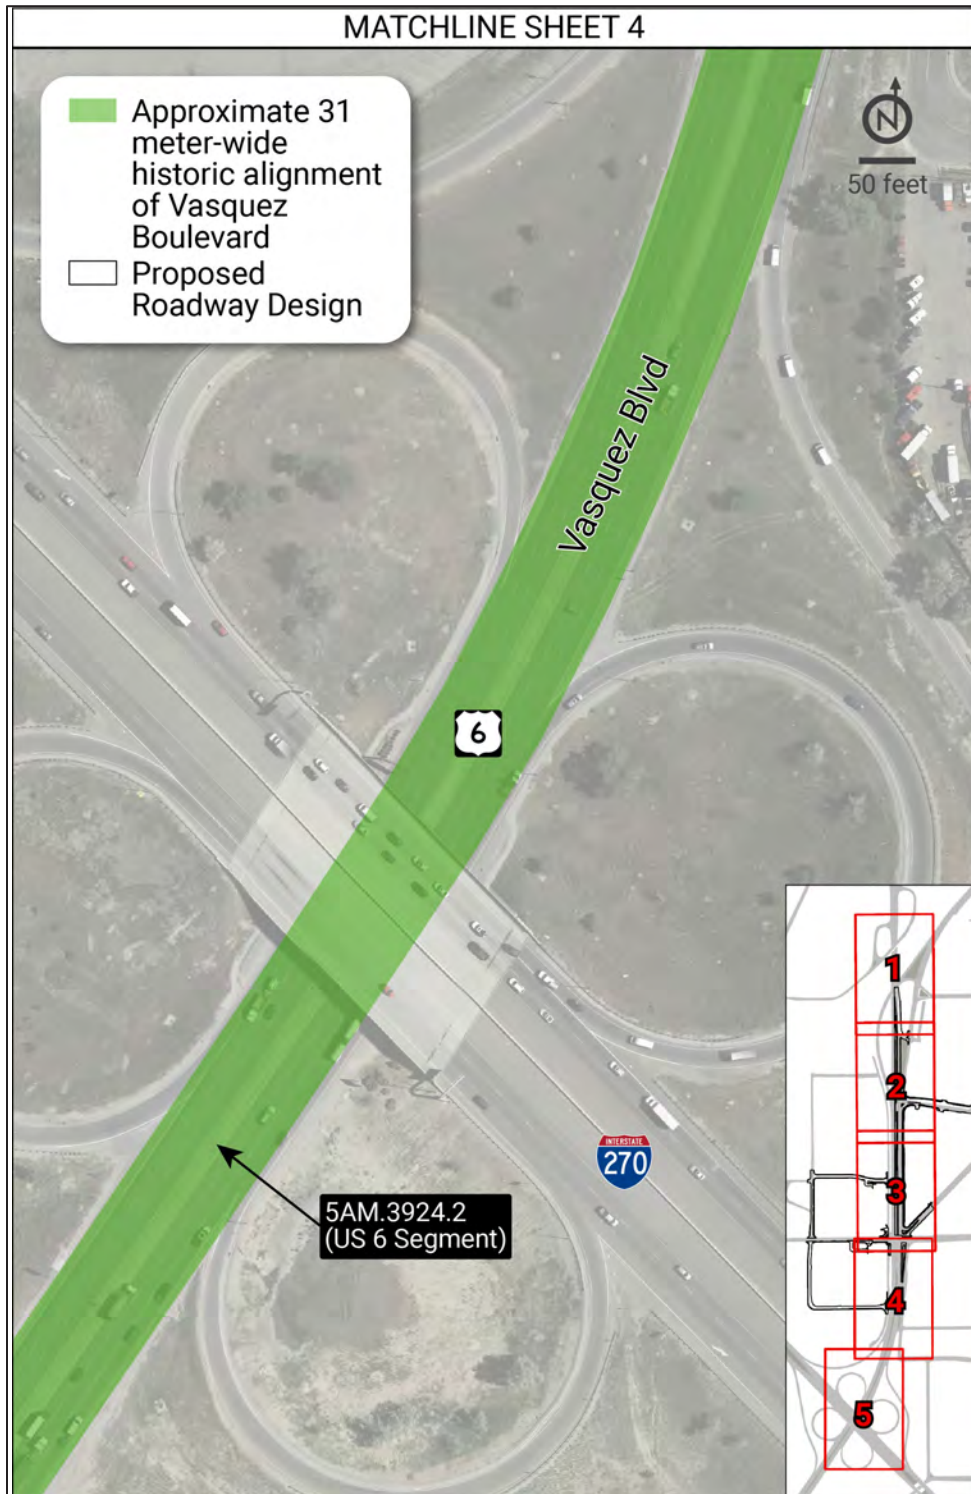 MATCHLINE SHEET 4
Approximate 31
meter-wide
historic alignment
of Vasquez
Boulevard
Proposed
Roadway Design
N
50 feet
Vasquez Blvd
6
INTERSTATE
270
5AM.3924.2
(US 6 Segment)
1
2
3
4
5